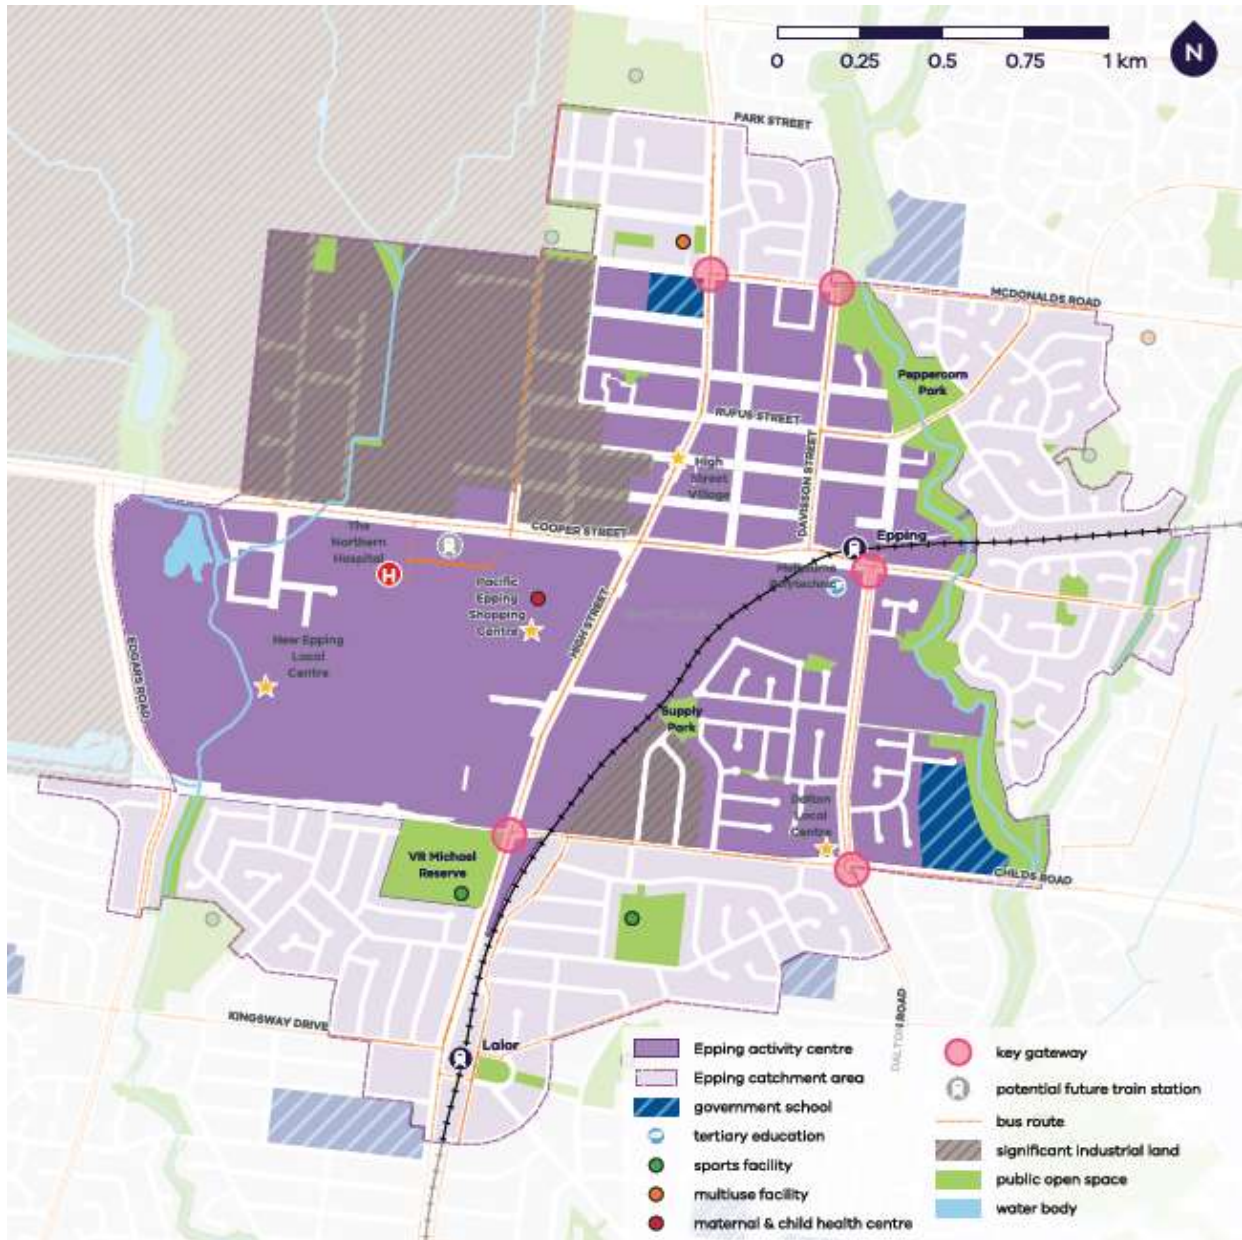 0
0.25
0.5
0.75
1 km
N
PARK STREET
MCDONALDS ROAD
Peppercorn
Park
RUFUS STREET
DAVISSON STREET
High
Street
Village
COOPER STREET
Epping
The
Northern
Hospital
H
Melbourne
Polytechnic
Pacific
Epping
Shopping
Centre
HIGH STREET
New Epping
Local
Centre
EDGARS ROAD
Supply
Park
Dalton
Local
Centre
VR Michael
Reserve
CHILDS ROAD
KINGSWAY DRIVE
Lalor
DALTON ROAD
Epping activity centre
Epping catchment area
government school
tertiary education
sports facility
multiuse facility
maternal & child health centre
key gateway
potential future train station
bus route
significant industrial land
public open space
water body